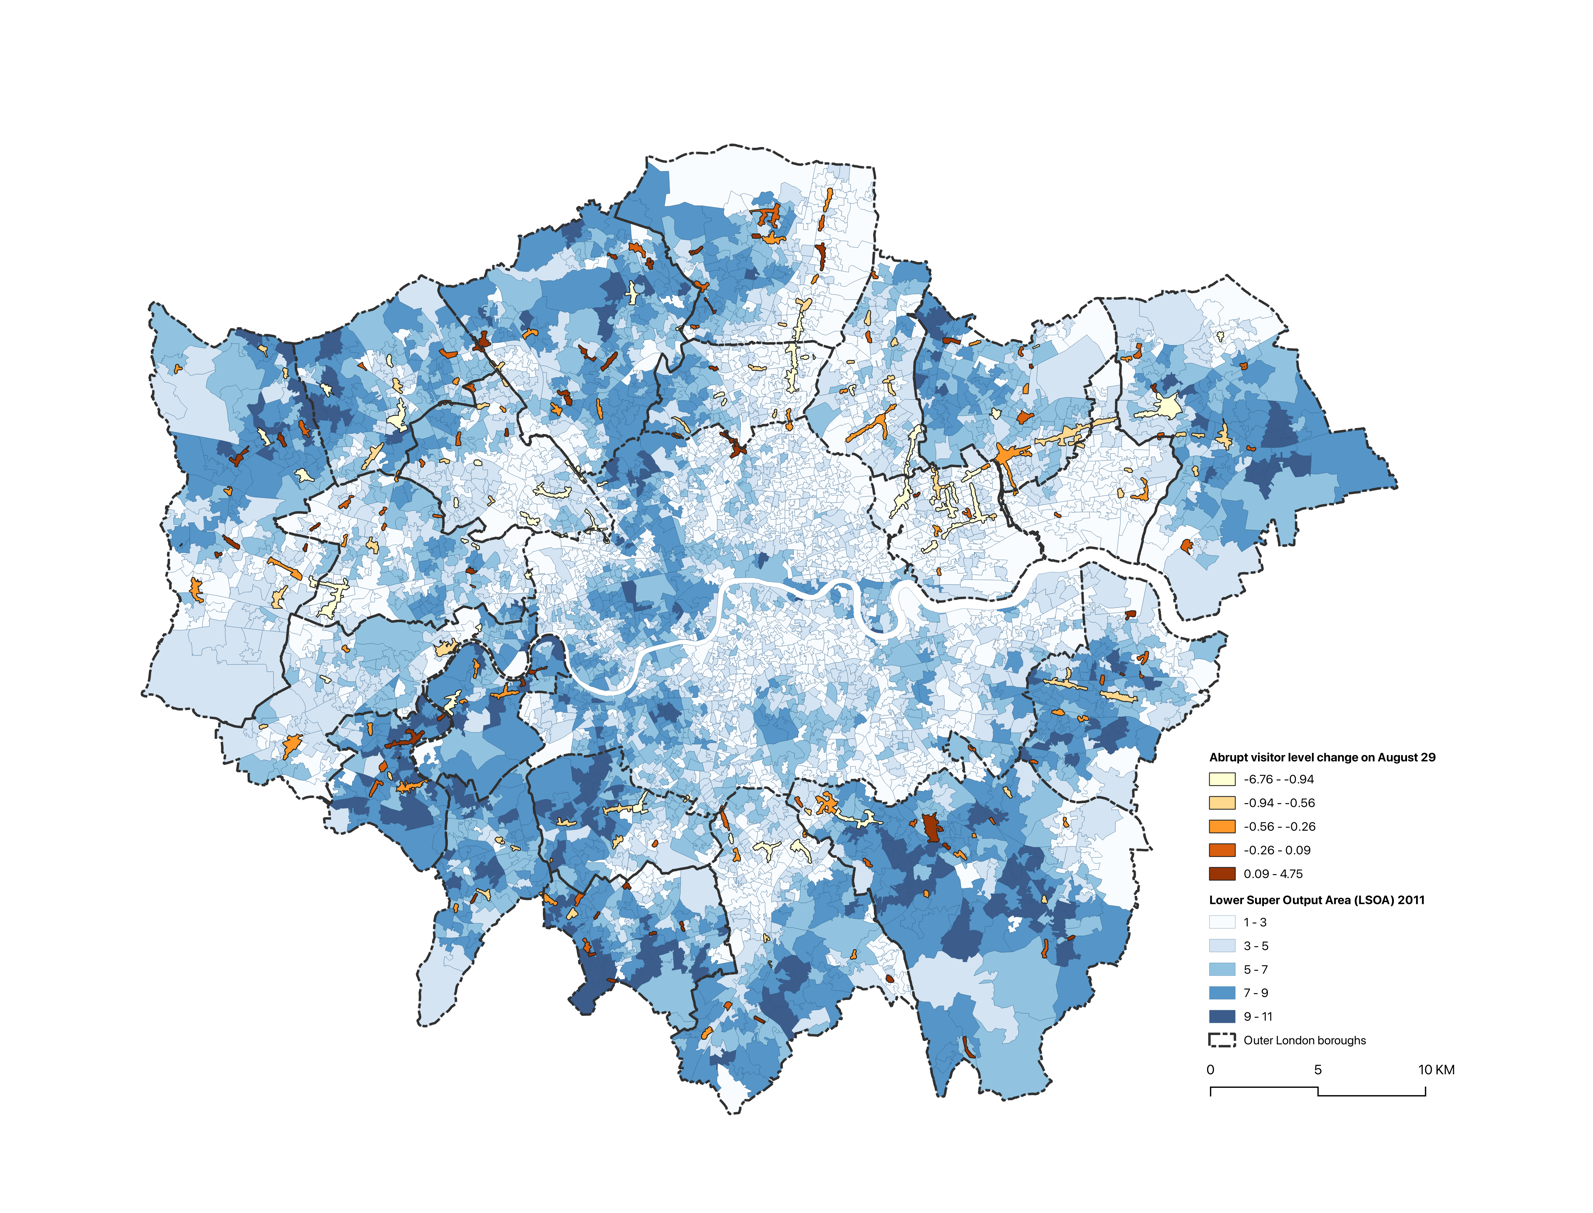 Abrupt visitor level change on August 29
-6.76 - -0.94
-0.94 - -0.56
-0.56 - -0.26
-0.26 - 0.09
0.09 - 4.75
Lower Super Output Area (LSOA) 2011
1 - 3
3 - 5
5 - 7
7 - 9
9 - 11
Outer London boroughs
0 5 10 KM